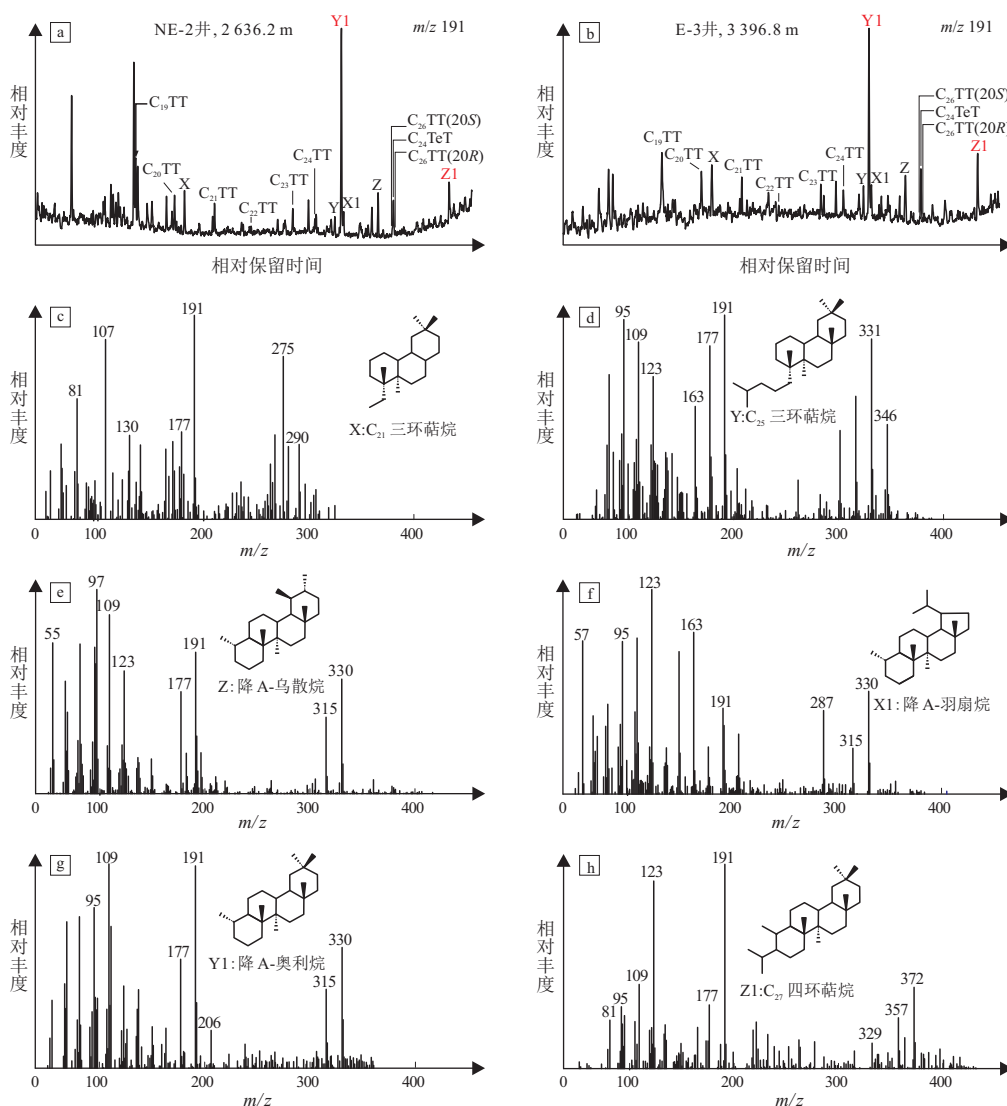 a
NE-2井, 2 636.2 m
Y1
m/z 191
C₁₉TT
C₂₀TT
X
C₂₁TT
C₂₂TT
C₂₃TT
C₂₄TT
Y
X1
Z
C₂₆TT(20S)
C₂₄TeT
C₂₆TT(20R)
Z1
相对丰度
相对保留时间
b
E-3井, 3 396.8 m
Y1
m/z 191
C₁₉TT
C₂₀TT
X
C₂₁TT
C₂₂TT
C₂₃TT
C₂₄TT
Y
X1
Z
C₂₆TT(20S)
C₂₄TeT
C₂₆TT(20R)
Z1
相对丰度
相对保留时间
c
81
107
130
177
191
275
290
X:C₂₁ 三环萜烷
相对丰度
0 100 200 300 400
m/z
d
95
109
123
163
177
191
331
346
Y:C₂₅ 三环萜烷
相对丰度
0 100 200 300 400
m/z
e
55
97
109
123
177
191
315
330
Z:降A-乌散烷
相对丰度
0 100 200 300 400
m/z
f
57
95
123
163
191
287
315
330
X1:降A-羽扇烷
相对丰度
0 100 200 300 400
m/z
g
95
109
177
191
206
315
330
Y1:降A-奥利烷
相对丰度
0 100 200 300 400
m/z
h
81
95
109
123
177
191
329
357
372
Z1:C₂₇ 四环萜烷
相对丰度
0 100 200 300 400
m/z